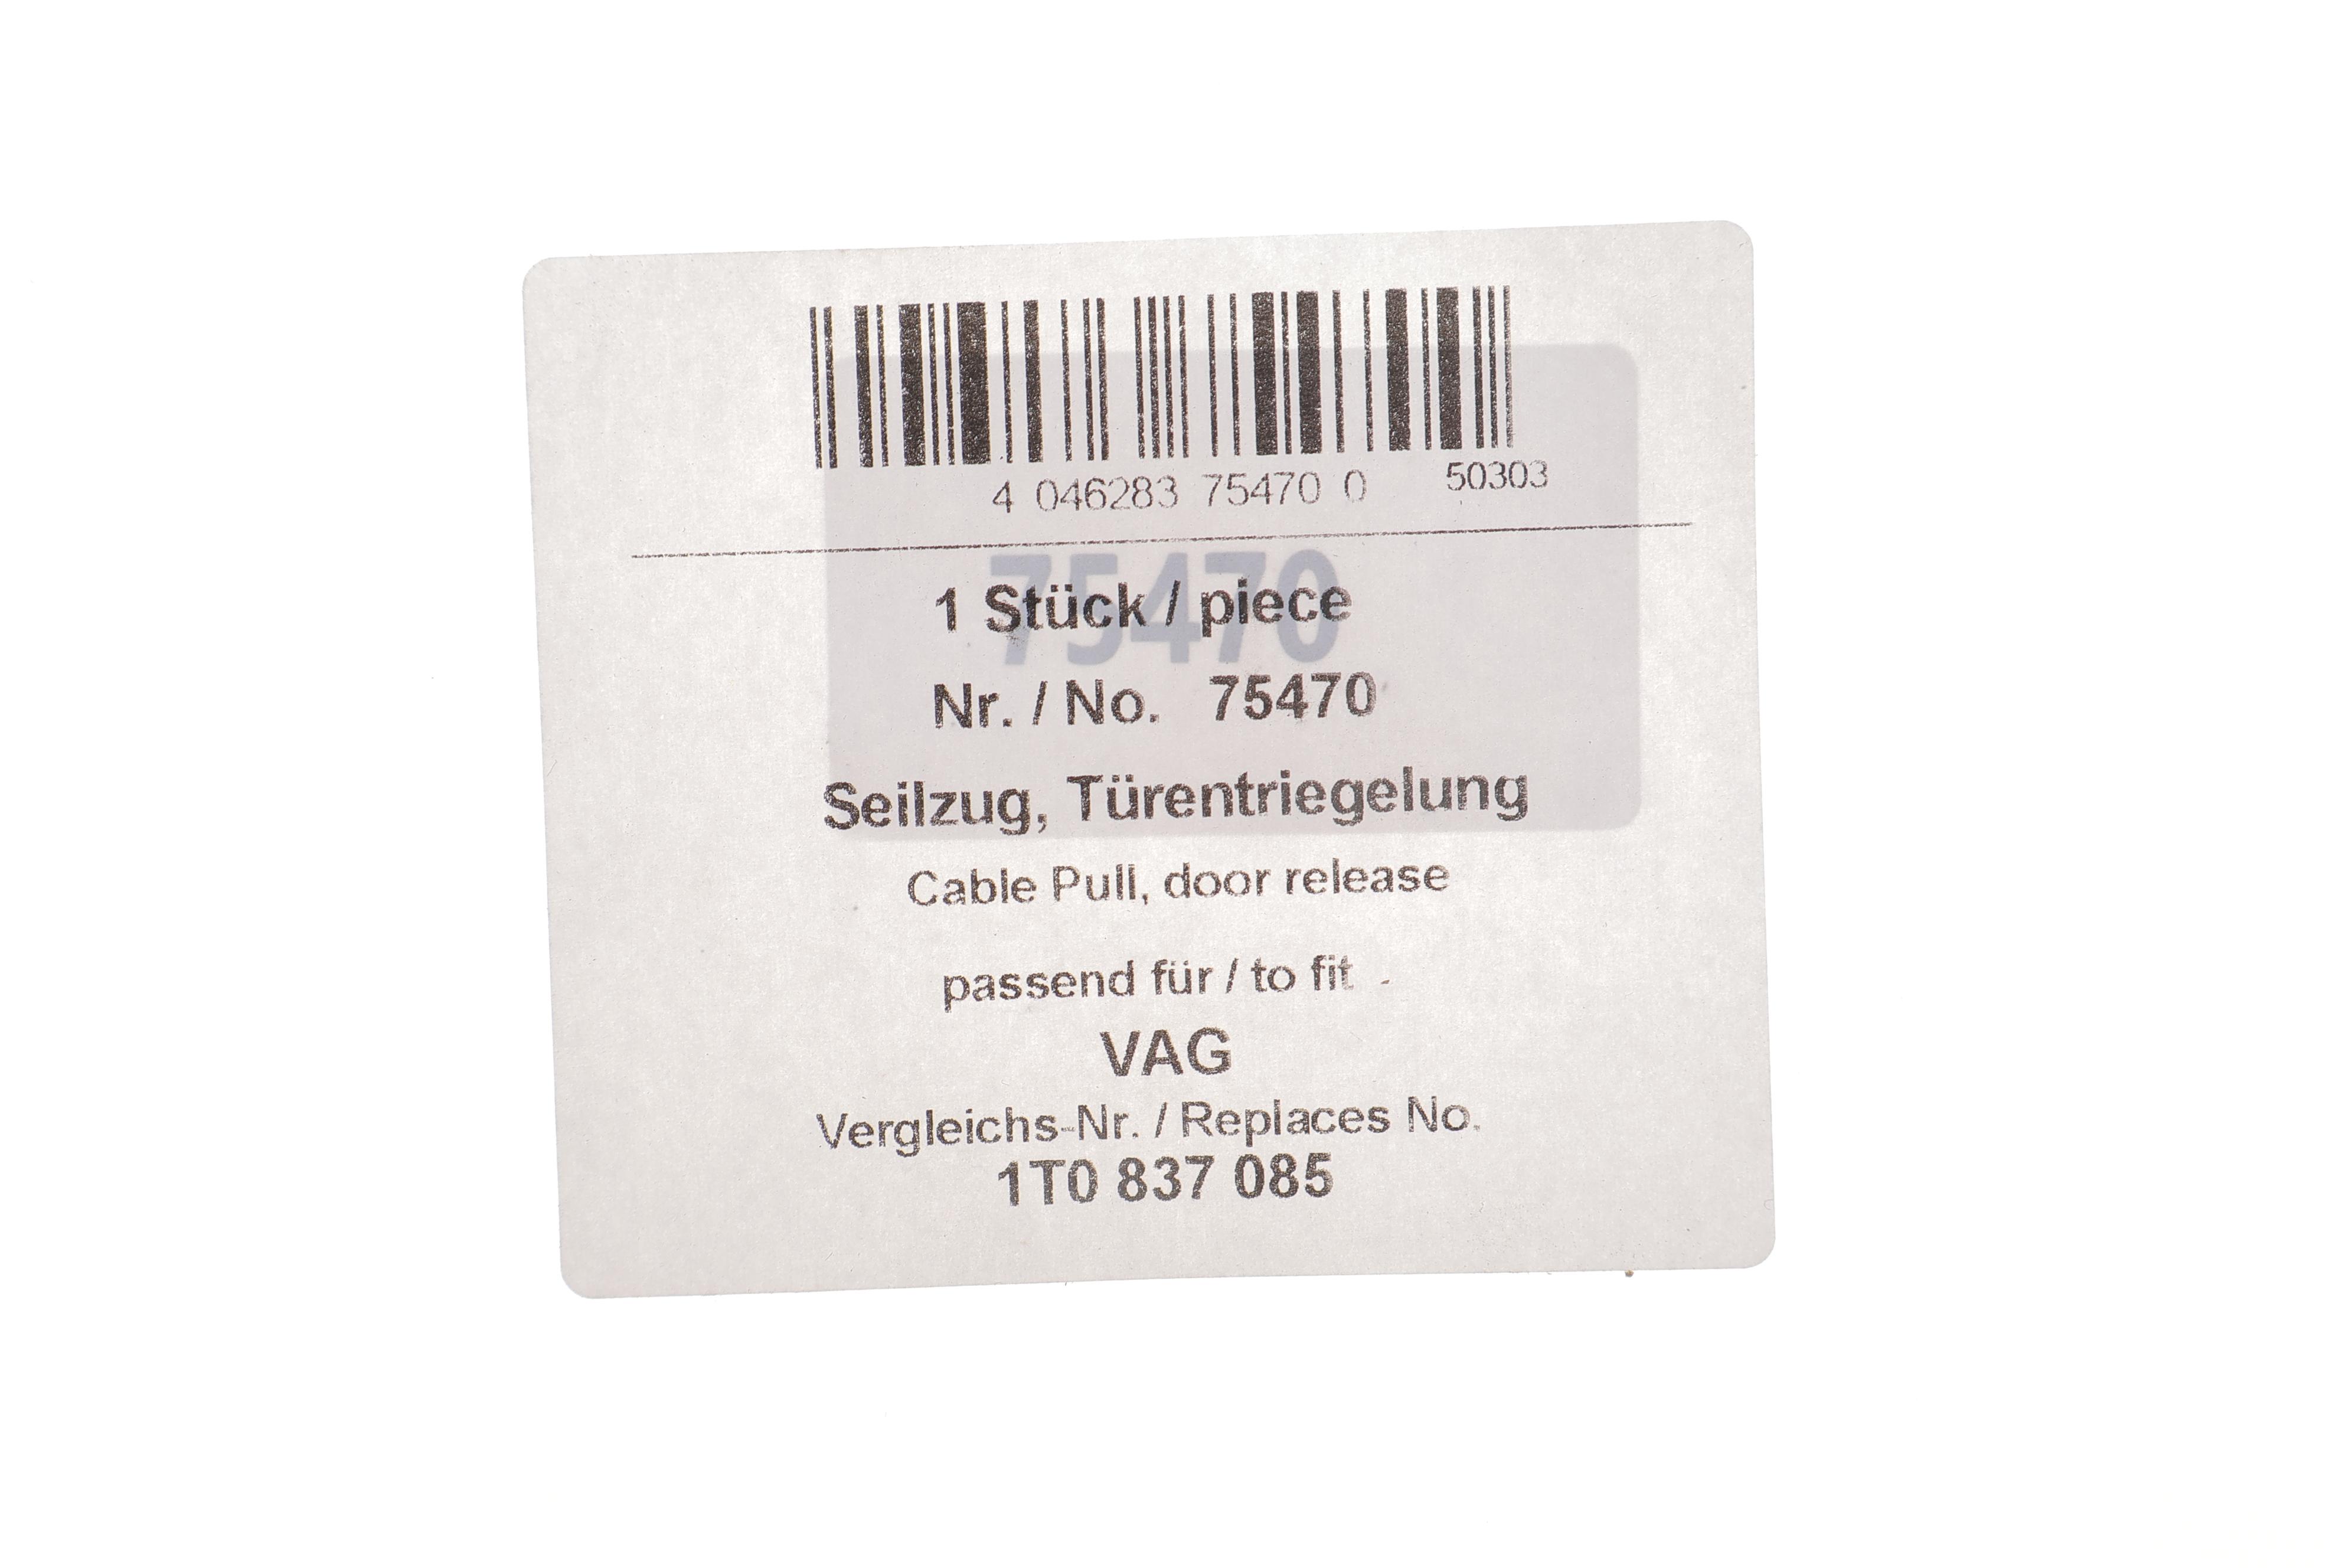 4 046283 75470 0 50303
75470
1 Stück / piece
Nr. / No. 75470
Seilzug, Türentriegelung
Cable Pull, door release
passend für / to fit -
VAG
Vergleichs-Nr. / Replaces No.
1T0 837 085